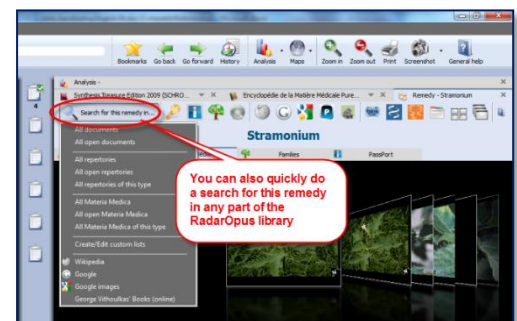 Bookmarks Go back Go forward History Analysis Maps Zoom in Zoom out Print Screenshot General help
Analysis -
Synthesis Treasure Edition 2009 (SCHRO... Encyclopédie de la Matière Médicale Pure... Remedy - Stramonium
4
Search for this remedy in...
All documents
All open documents
Stramonium
Families
PassPort
All repertories
All open repertories
All repertories of this type
All Materia Medica
All open Materia Medica
All Materia Medica of this type
Create/Edit custom lists
Wikipedia
Google
Google images
George Vithoulkas' Books (online)
You can also quickly do
a search for this remedy
in any part of the
RadarOpus library